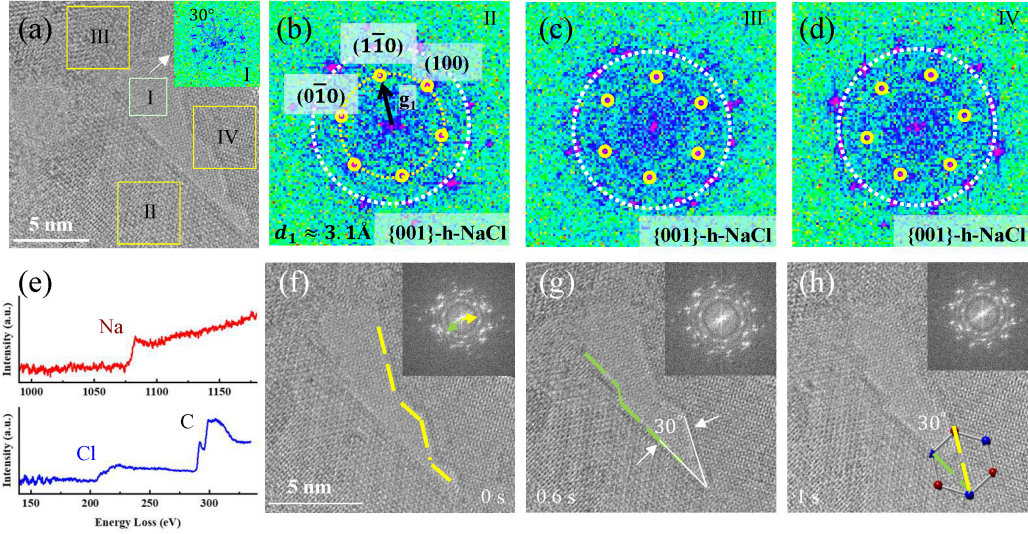 (a)
III
30°
I
I
IV
II
5 nm
(b)
II
(11̅0)
(100)
(01̅0)
g₁
d₁ ≈ 3.1Å
{001}-h-NaCl
(c)
III
{001}-h-NaCl
(d)
IV
{001}-h-NaCl
(e)
Intensity (a.u.)
Na
1000 1050 1100 1150
Intensity (a.u.)
Cl
C
150 200 250 300
Energy Loss (eV)
(f)
5 nm
0 s
(g)
30°
0.6 s
(h)
30°
1 s